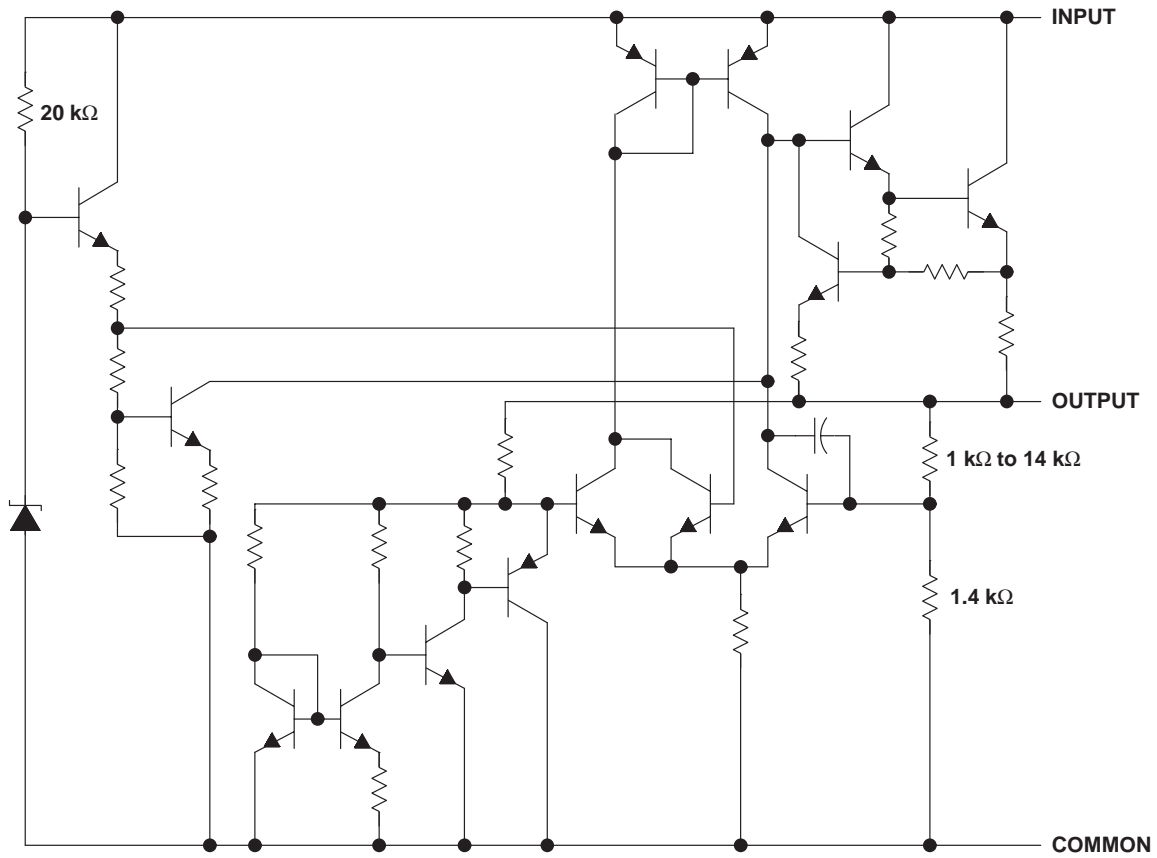 INPUT
20 kΩ
OUTPUT
1 kΩ to 14 kΩ
1.4 kΩ
COMMON